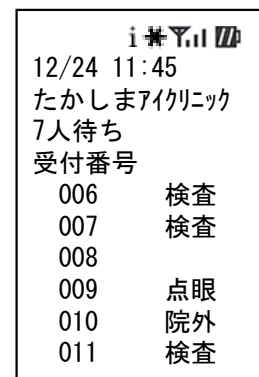 12/24 11:45
たかしまｱｲｸﾘﾆｯｸ
7人待ち
受付番号
006 検査
007 検査
008
009 点眼
010 院外
011 検査